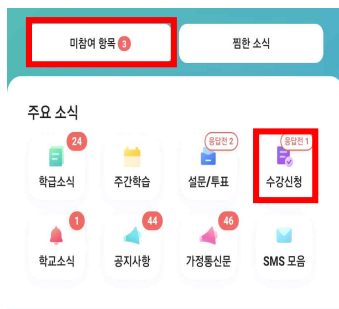 미참여 항목 3 찜한 소식
주요 소식
24 응답전 2 응답전 1
학급소식 주간학습 설문/투표 수강신청
1 44 46
학교소식 공지사항 가정통신문 SMS 모음